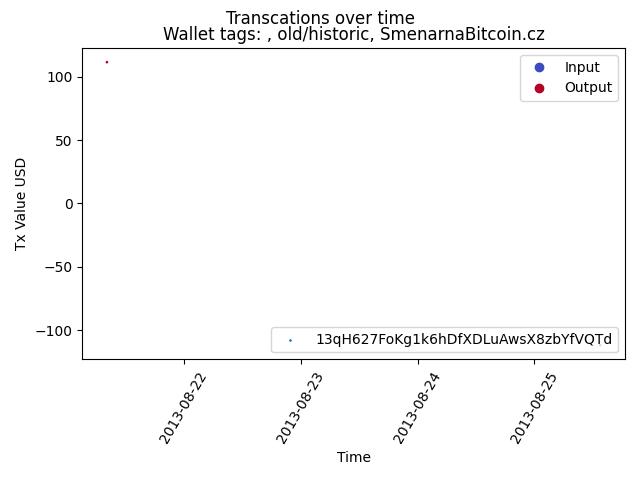 Transcations over time
Wallet tags: , old/historic, SmenarnaBitcoin.cz
Input
Output
Tx Value USD
100
50
0
−50
−100
13qH627FoKg1k6hDfXDLuAwsX8zbYfVQTd
2013-08-22
2013-08-23
2013-08-24
2013-08-25
Time